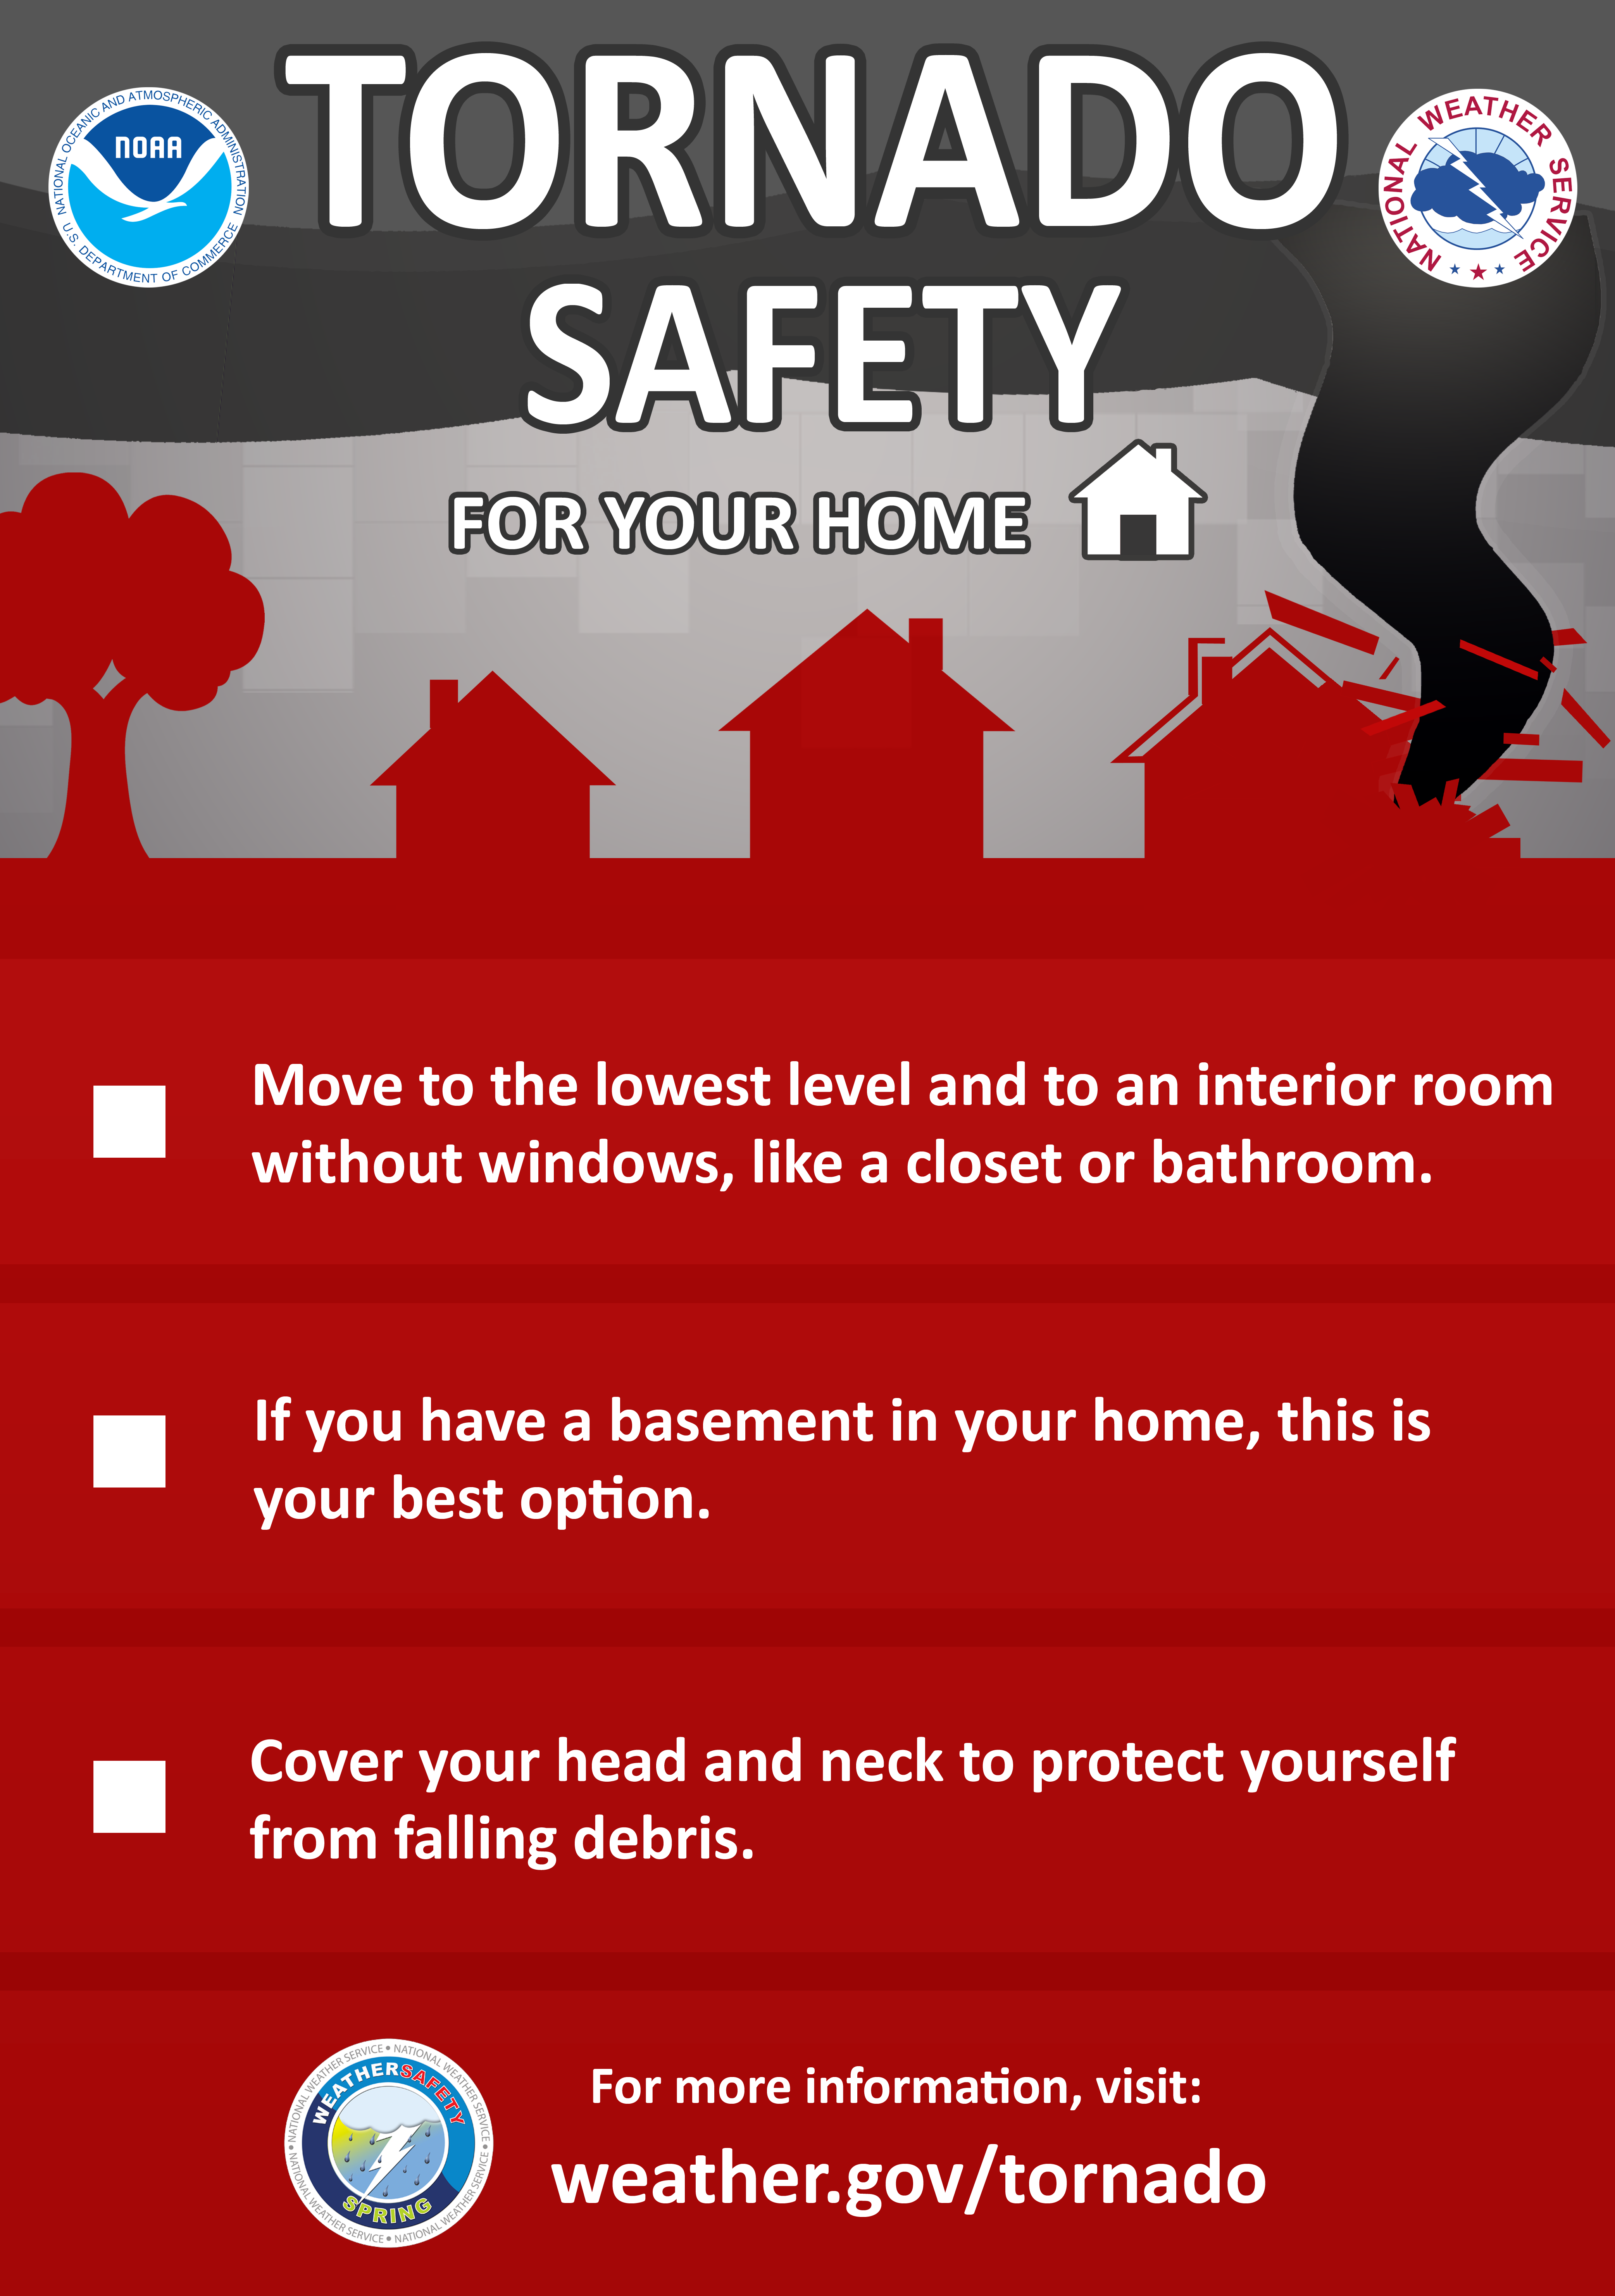 TORNADO
SAFETY
FOR YOUR HOME
NATIONAL OCEANIC AND ATMOSPHERIC ADMINISTRATION
NOAA
U.S. DEPARTMENT OF COMMERCE
NATIONAL WEATHER SERVICE
Move to the lowest level and to an interior room
without windows, like a closet or bathroom.
If you have a basement in your home, this is
your best option.
Cover your head and neck to protect yourself
from falling debris.
NATIONAL WEATHER SERVICE • NATIONAL WEATHER SERVICE • NATIONAL WEATHER SERVICE • NATIONAL WEATHER SERVICE •
WEATHERSAFETY
SPRING
For more information, visit:
weather.gov/tornado